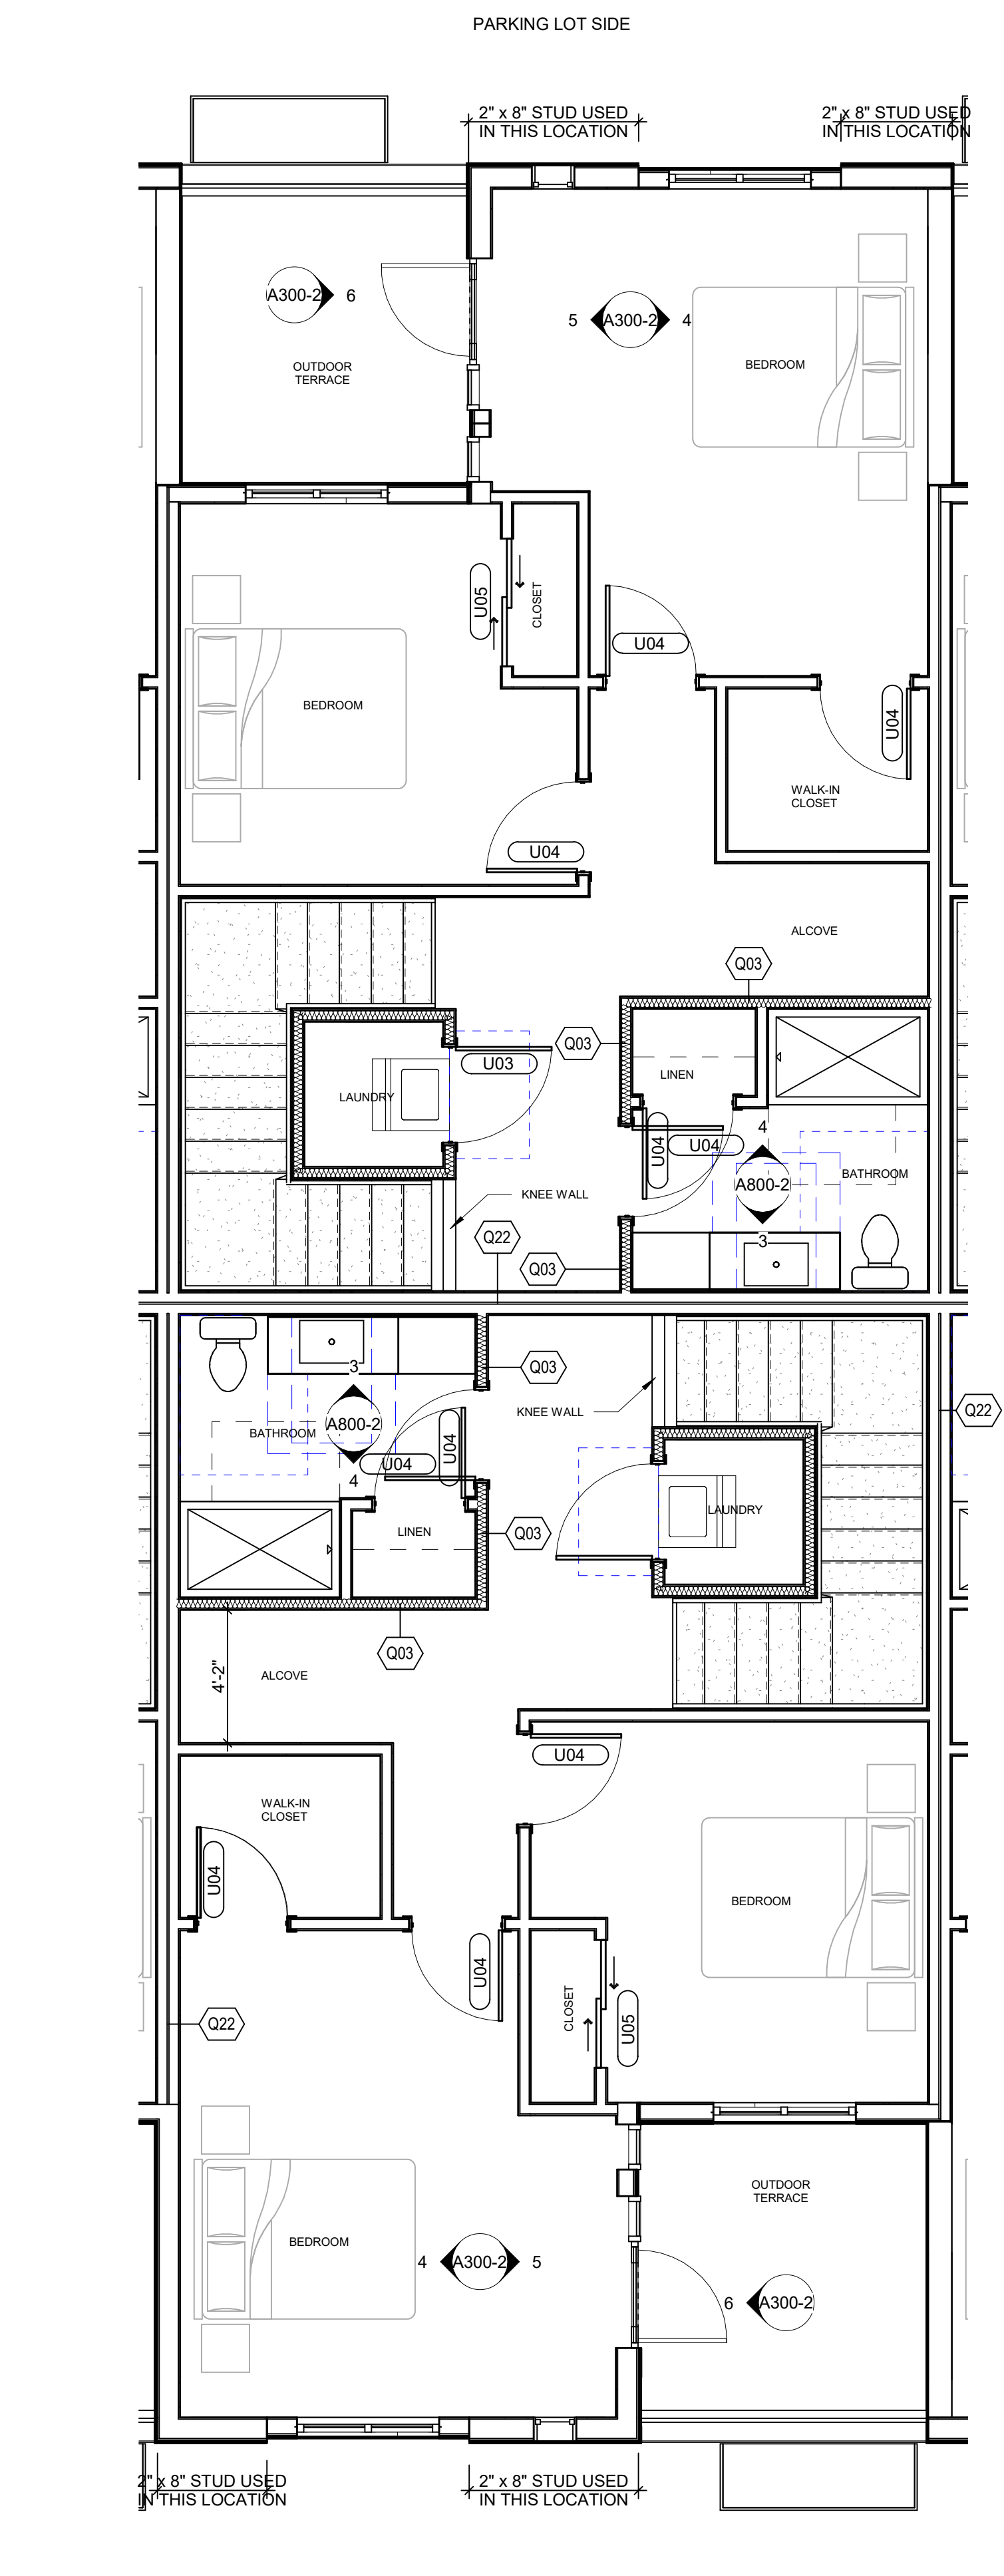 PARKING LOT SIDE
2" x 8" STUD USED
IN THIS LOCATION
2" x 8" STUD USED
IN THIS LOCATION
A300-2
6
OUTDOOR
TERRACE
5
A300-2
4
BEDROOM
U05
CLOSET
U04
BEDROOM
U04
WALK-IN
CLOSET
U04
ALCOVE
Q03
Q03
U03
LINEN
LAUNDRY
U04
U04
4
A800-2
BATHROOM
3
KNEE WALL
Q22
Q03
3
Q03
A800-2
BATHROOM
4
U04
U04
KNEE WALL
Q22
LAUNDRY
LINEN
Q03
Q03
4'-2"
ALCOVE
U04
WALK-IN
CLOSET
U04
BEDROOM
U04
CLOSET
U05
Q22
OUTDOOR
TERRACE
BEDROOM
4
A300-2
5
6
A300-2
2" x 8" STUD USED
IN THIS LOCATION
2" x 8" STUD USED
IN THIS LOCATION